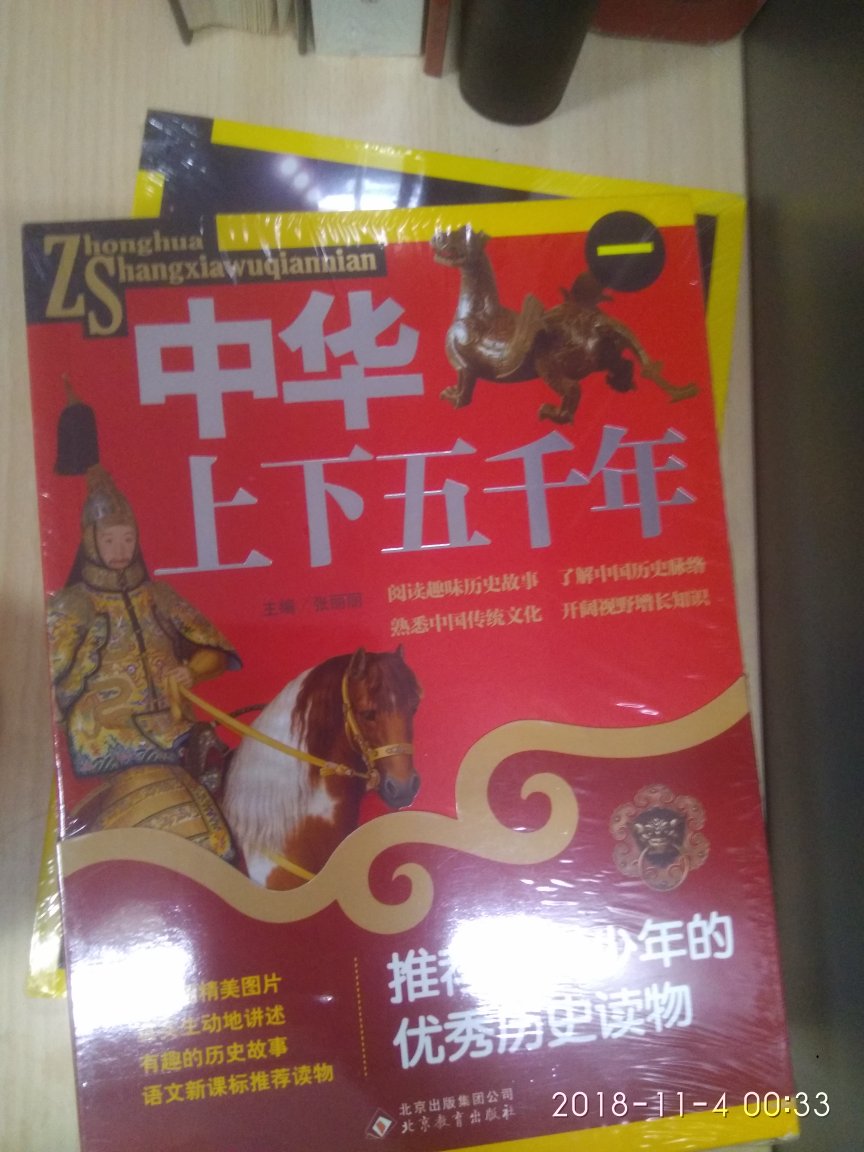 Zhonghua
Shangxiawuqiannian
一
中华
上下五千年
主编/张丽丽
阅读趣味历史故事 了解中国历史脉络
熟悉中国传统文化 开阔视野增长知识
推荐 少年的
优秀历史读物
精美图片
生动地讲述
有趣的历史故事
语文新课标推荐读物
北京出版集团公司
北京教育出版社
2018-11-4 00:33